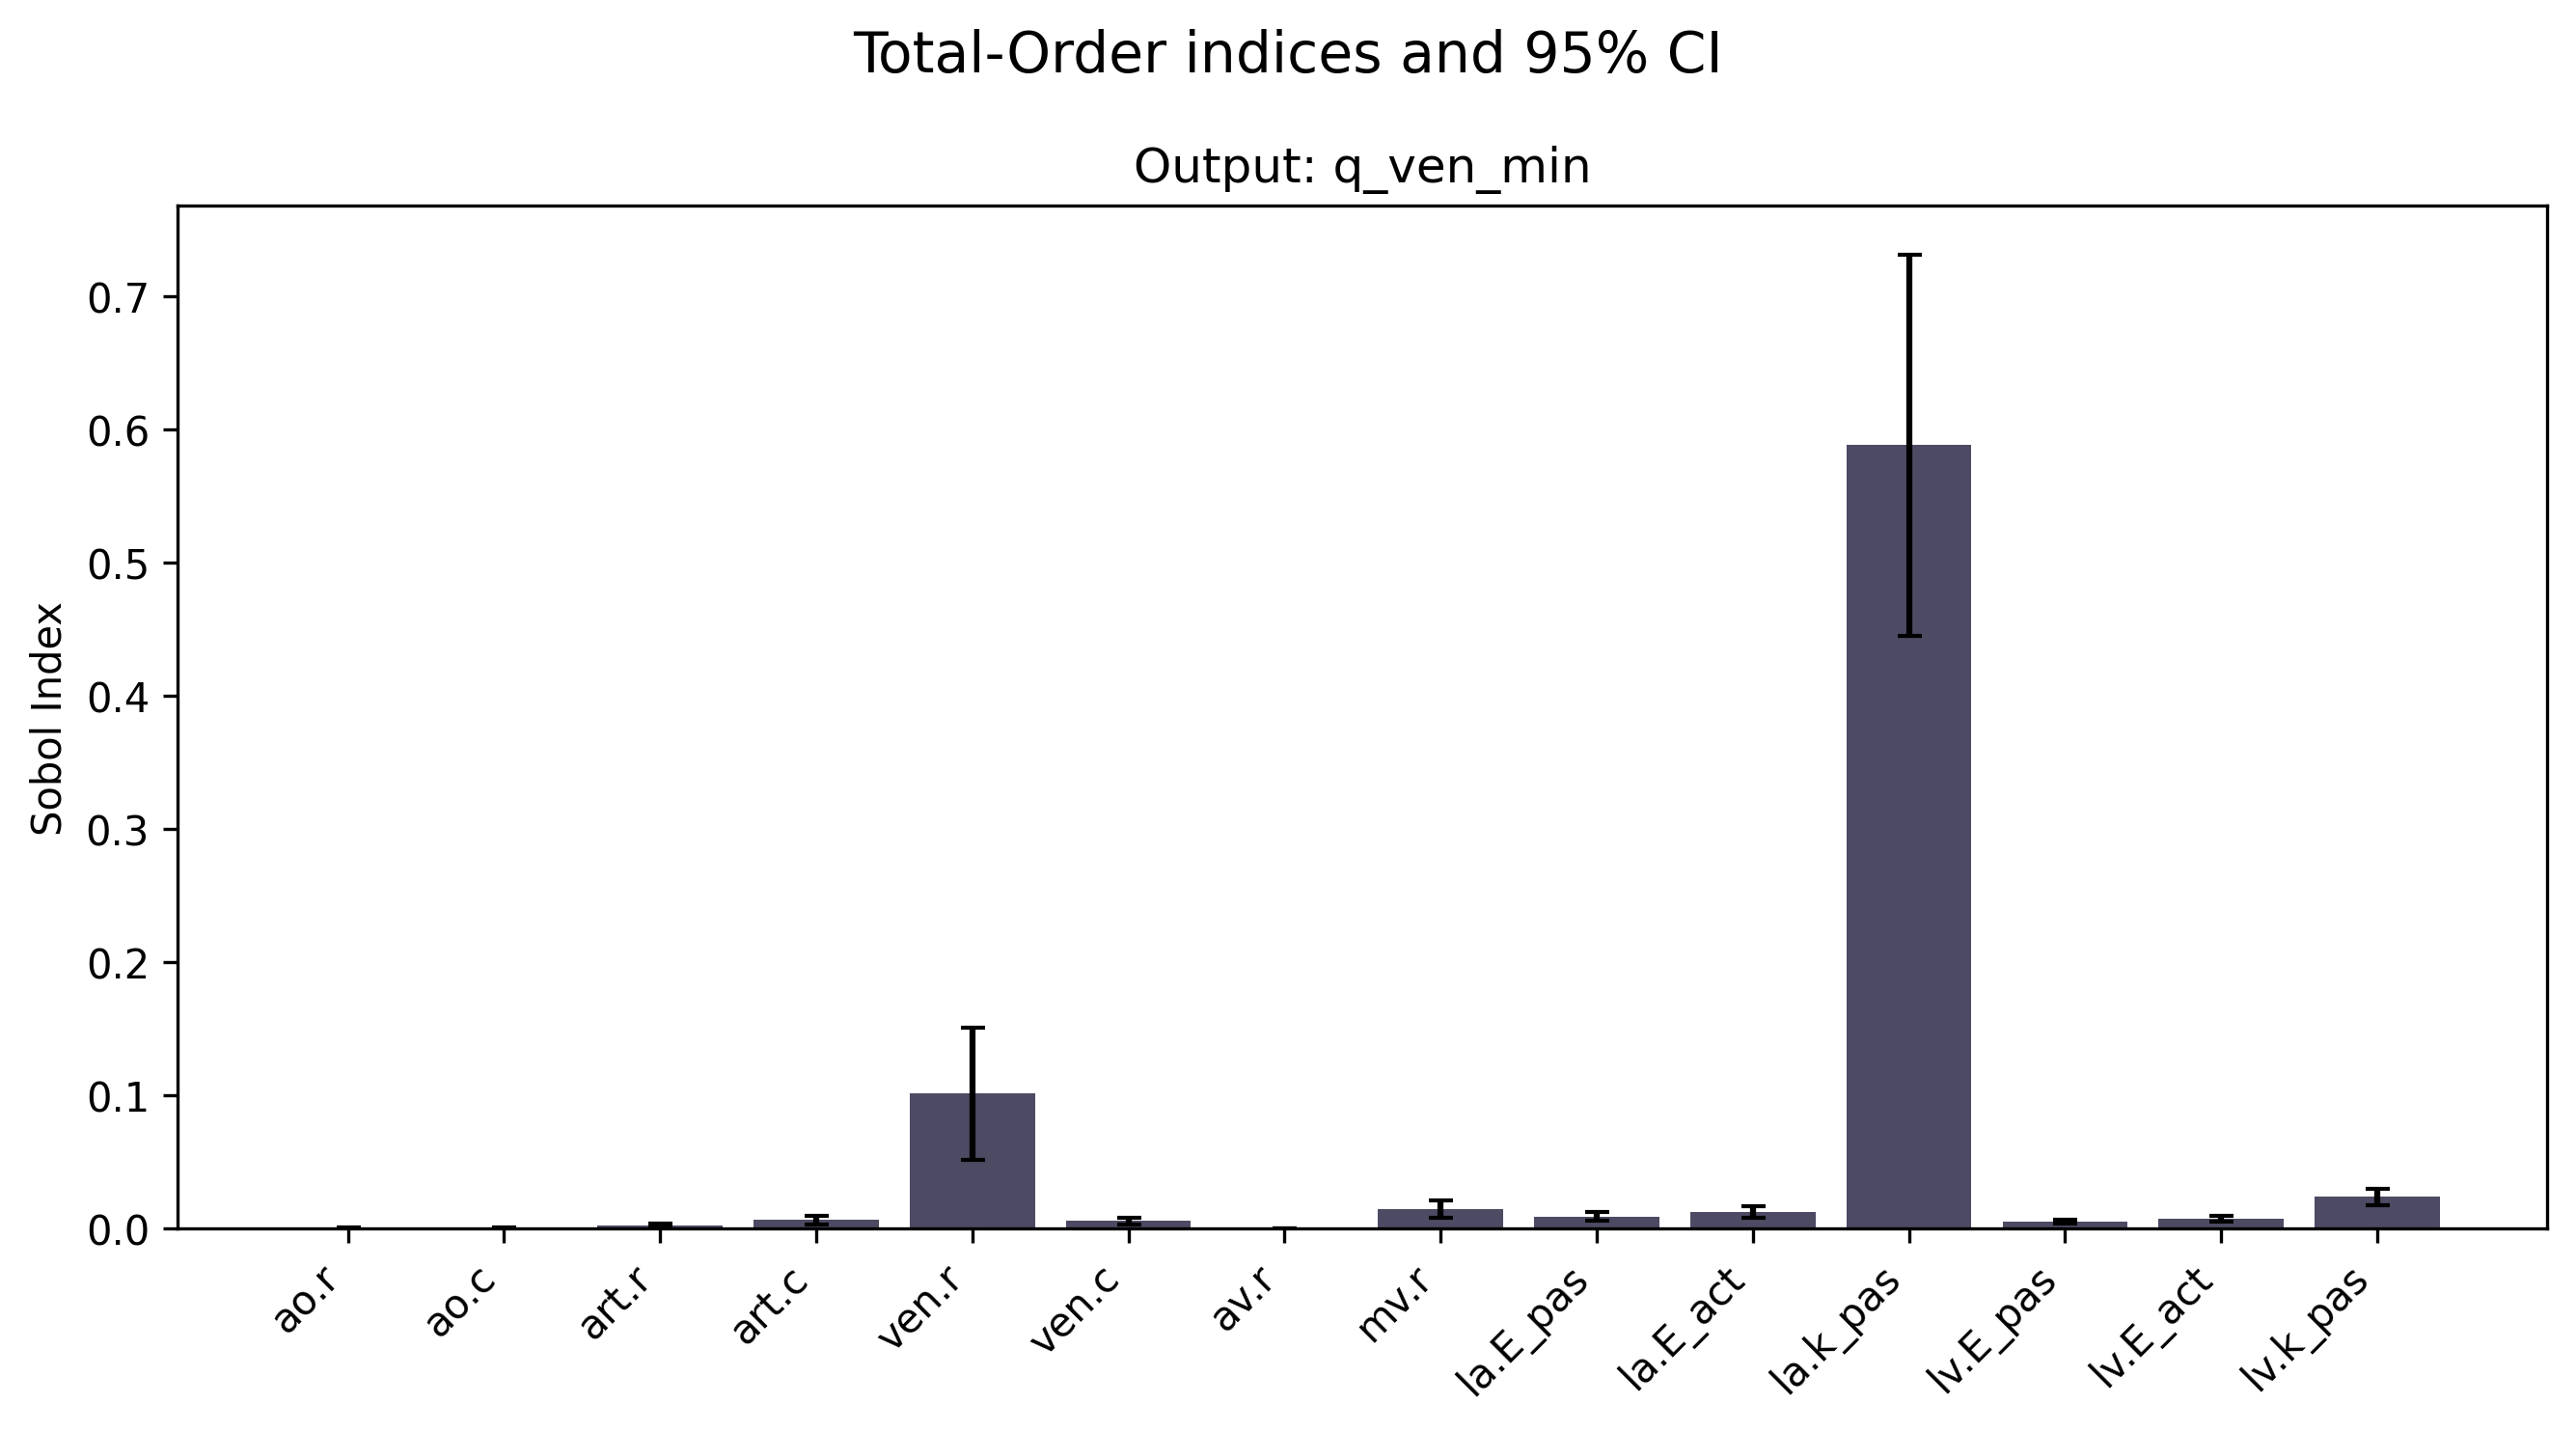 Total-Order indices and 95% CI
Output: q_ven_min
Sobol Index
0.7
0.6
0.5
0.4
0.3
0.2
0.1
0.0
ao.r
ao.c
art.r
art.c
ven.r
ven.c
av.r
mv.r
la.E_pas
la.E_act
la.k_pas
lv.E_pas
lv.E_act
lv.k_pas